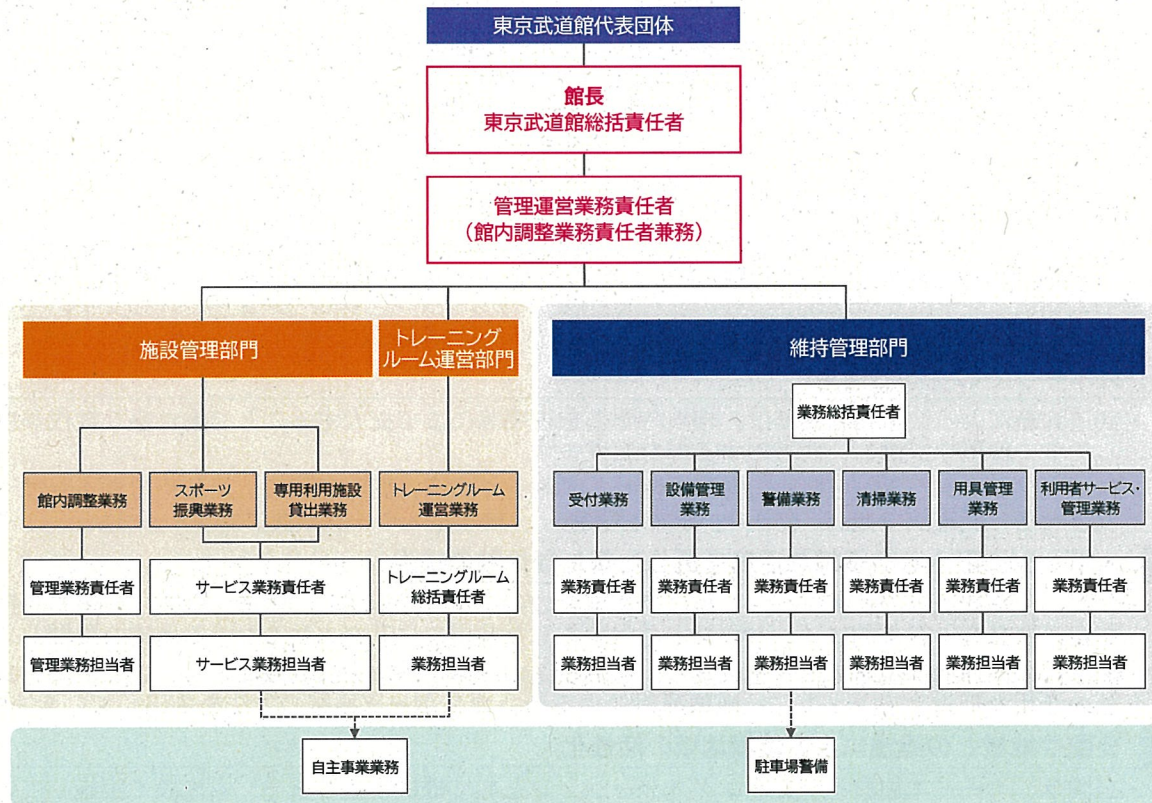 東京武道館代表団体
館長
東京武道館総括責任者
管理運営業務責任者
（館内調整業務責任者兼務）
施設管理部門
トレーニング
ルーム運営部門
維持管理部門
業務総括責任者
館内調整業務
スポーツ
振興業務
専用利用施設
貸出業務
トレーニングルーム
運営業務
受付業務
設備管理
業務
警備業務
清掃業務
用具管理
業務
利用者サービス・
管理業務
管理業務責任者
サービス業務責任者
トレーニングルーム
総括責任者
業務責任者
業務責任者
業務責任者
業務責任者
業務責任者
業務責任者
管理業務担当者
サービス業務担当者
業務担当者
業務担当者
業務担当者
業務担当者
業務担当者
業務担当者
業務担当者
自主事業業務
駐車場警備